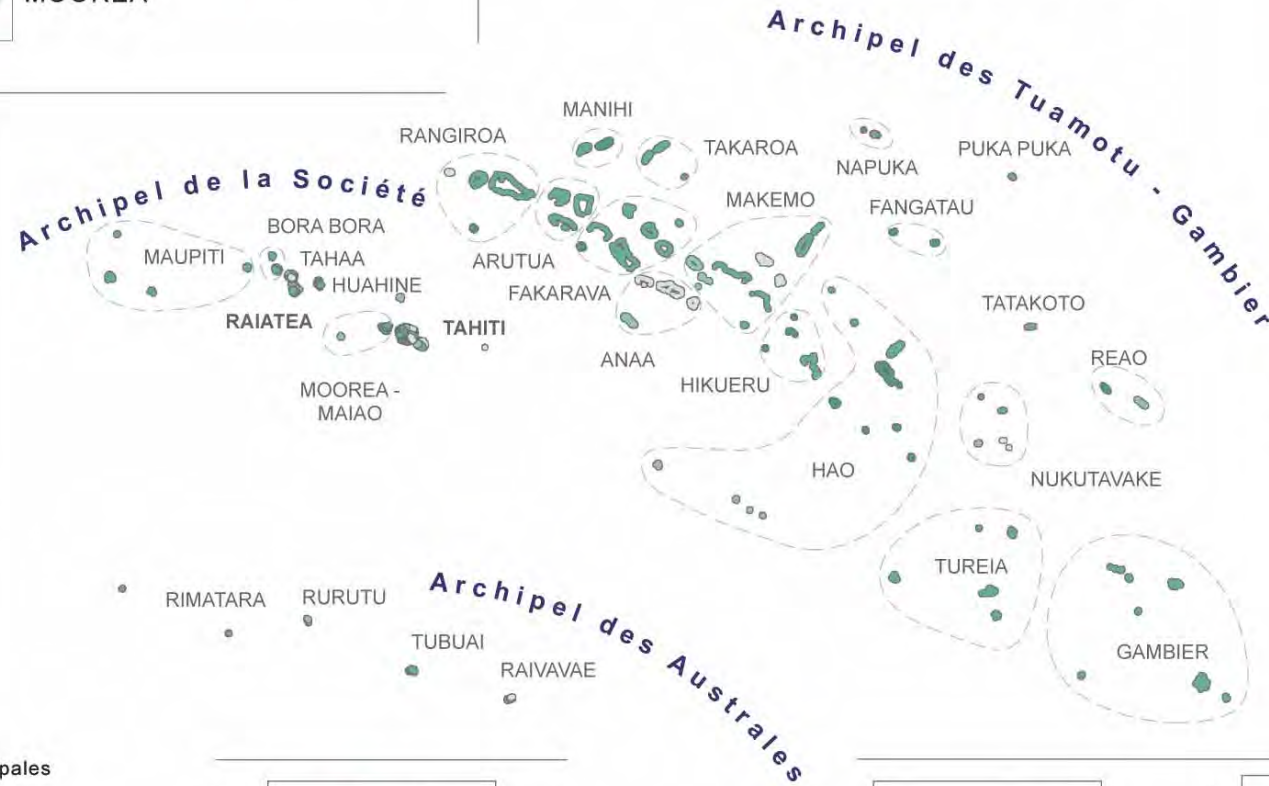 MOOREA
Archipel des Tuamotu - Gambier
MANIHI
RANGIROA
TAKAROA
NAPUKA
PUKA PUKA
Archipel de la Société
MAKEMO
FANGATAU
BORA BORA
MAUPITI
TAHAA
ARUTUA
HUAHINE
FAKARAVA
TATAKOTO
RAIATEA
TAHITI
ANAA
REAO
HIKUERU
MOOREA -
MAIAO
HAO
NUKUTAVAKE
TUREIA
Archipel des Australes
RIMATARA
RURUTU
TUBUAI
GAMBIER
RAIVAVAE
pales